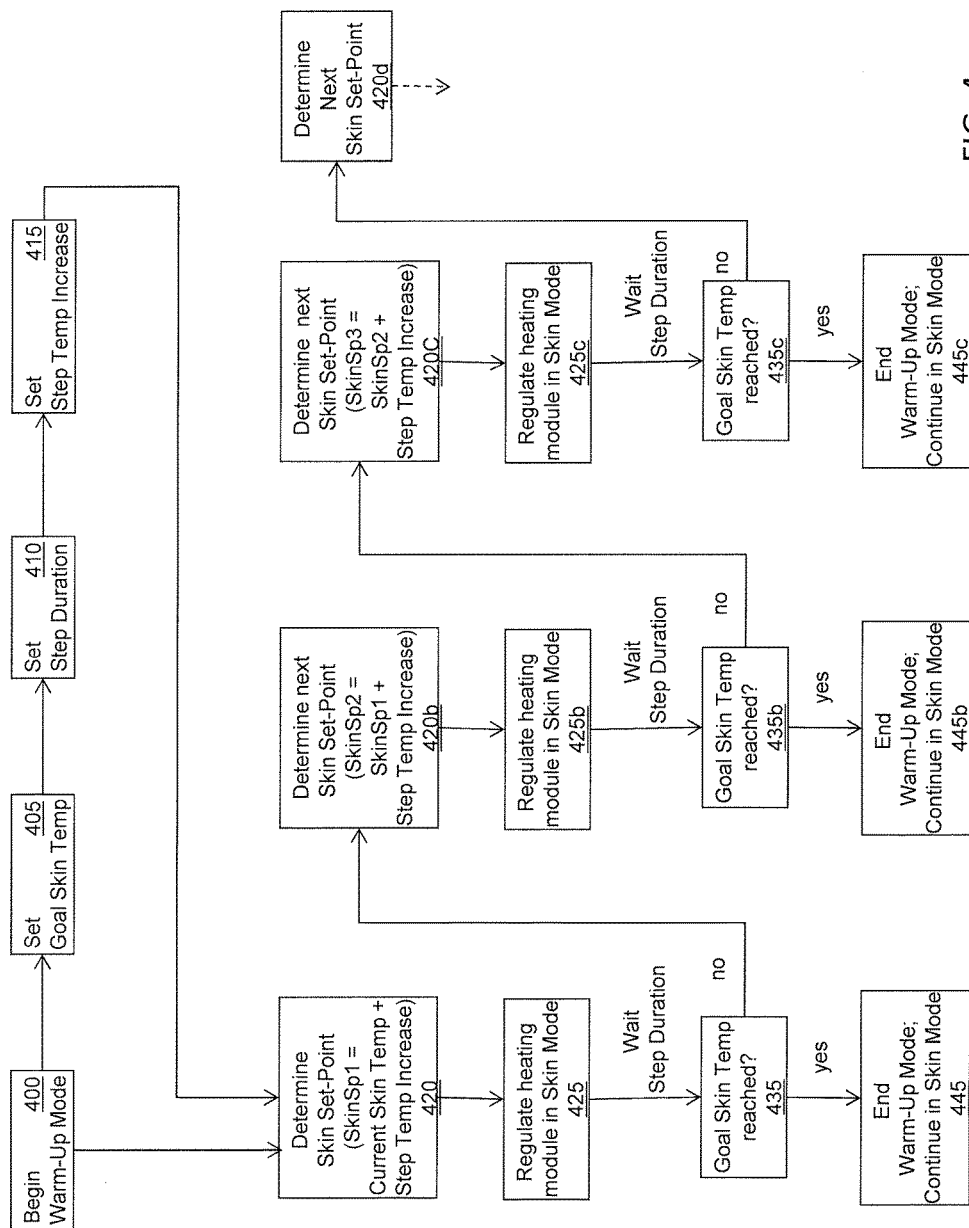 Begin 400
Warm-Up Mode
Set 405
Goal Skin Temp
Set 410
Step Duration
Set 415
Step Temp Increase
Determine
Skin Set-Point
(SkinSp1 =
Current Skin Temp +
Step Temp Increase)
420
Regulate heating
module in Skin Mode
425
Wait
Step Duration
Goal Skin Temp
reached?
435
no
yes
End
Warm-Up Mode;
Continue in Skin Mode
445
Determine next
Skin Set-Point
(SkinSp2 =
SkinSp1 +
Step Temp Increase)
420b
Regulate heating
module in Skin Mode
425b
Wait
Step Duration
Goal Skin Temp
reached?
435b
no
yes
End
Warm-Up Mode;
Continue in Skin Mode
445b
Determine next
Skin Set-Point
(SkinSp3 =
SkinSp2 +
Step Temp Increase)
420C
Regulate heating
module in Skin Mode
425c
Wait
Step Duration
Goal Skin Temp
reached?
435c
no
yes
End
Warm-Up Mode;
Continue in Skin Mode
445c
Determine
Next
Skin Set-Point
420d